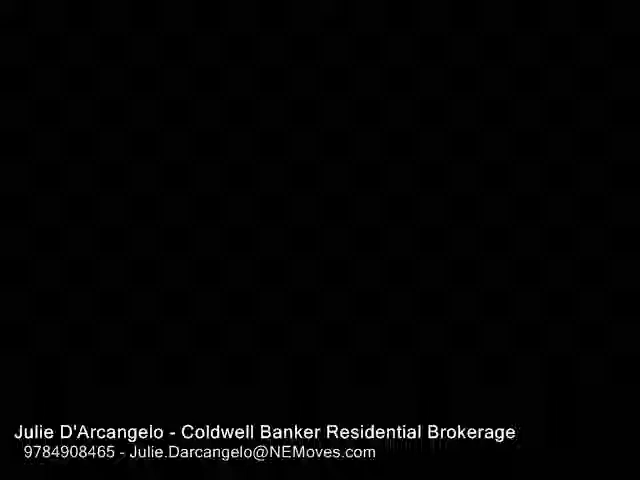 Julie D'Arcangelo - Coldwell Banker Residential Brokerage
9784908465 - Julie.Darcangelo@NEMoves.com